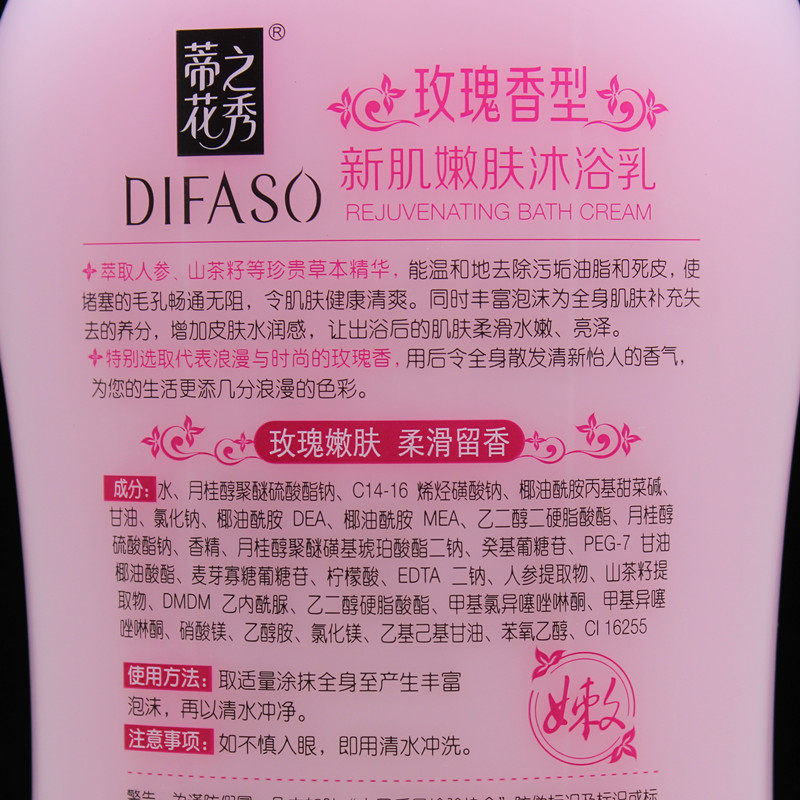 蒂之花秀®
DIFASO
玫瑰香型
新肌嫩肤沐浴乳
REJUVENATING BATH CREAM
萃取人参、山茶籽等珍贵草本精华，能温和地去除污垢油脂和死皮，使
堵塞的毛孔畅通无阻，令肌肤健康清爽。同时丰富泡沫为全身肌肤补充失
去的养分，增加皮肤水润感，让出浴后的肌肤柔滑水嫩、亮泽。
特别选取代表浪漫与时尚的玫瑰香，用后令全身散发清新怡人的香气，
为您的生活更添几分浪漫的色彩。
玫瑰嫩肤 柔滑留香
成分：水、月桂醇聚醚硫酸酯钠、C14-16 烯烃磺酸钠、椰油酰胺丙基甜菜碱、
甘油、氯化钠、椰油酰胺 DEA、椰油酰胺 MEA、乙二醇二硬脂酸酯、月桂醇
硫酸酯钠、香精、月桂醇聚醚磺基琥珀酸酯二钠、癸基葡糖苷、PEG-7 甘油
椰油酸酯、麦芽寡糖葡糖苷、柠檬酸、EDTA 二钠、人参提取物、山茶籽提
取物、DMDM 乙内酰脲、乙二醇硬脂酸酯、甲基氯异噻唑啉酮、甲基异噻
唑啉酮、硝酸镁、乙醇胺、氯化镁、乙基己基甘油、苯氧乙醇、CI 16255
使用方法：取适量涂抹全身至产生丰富
泡沫，再以清水冲净。
注意事项：如不慎入眼，即用清水冲洗。
嫩